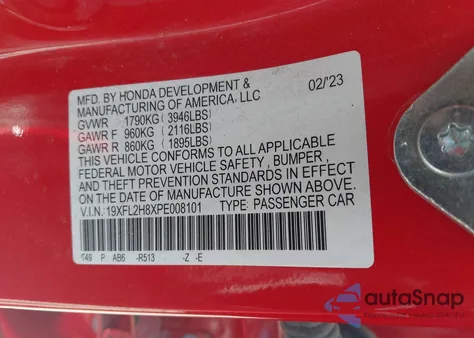 MFD. BY HONDA DEVELOPMENT & 02/'23
MANUFACTURING OF AMERICA, LLC
GVWR 1790KG (3946LBS)
GAWR F 960KG (2116LBS)
GAWR R 860KG (1895LBS)
THIS VEHICLE CONFORMS TO ALL APPLICABLE
FEDERAL MOTOR VEHICLE SAFETY, BUMPER,
AND THEFT PREVENTION STANDARDS IN EFFECT
ON THE DATE OF MANUFACTURE SHOWN ABOVE.
V.I.N.:19XFL2H8XPE008101 TYPE: PASSENGER CAR
P AB6 -R513 -Z -E
autoSnap